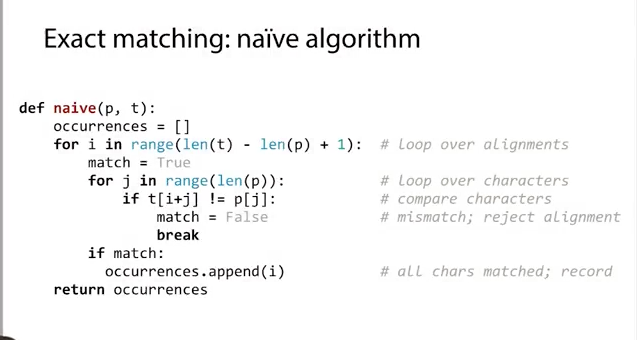 Exact matching: naïve algorithm
def naive(p, t):
    occurrences = []
    for i in range(len(t) - len(p) + 1):  # loop over alignments
        match = True
        for j in range(len(p)):           # loop over characters
            if t[i+j] != p[j]:            # compare characters
                match = False             # mismatch; reject alignment
                break
        if match:
          occurrences.append(i)           # all chars matched; record
    return occurrences